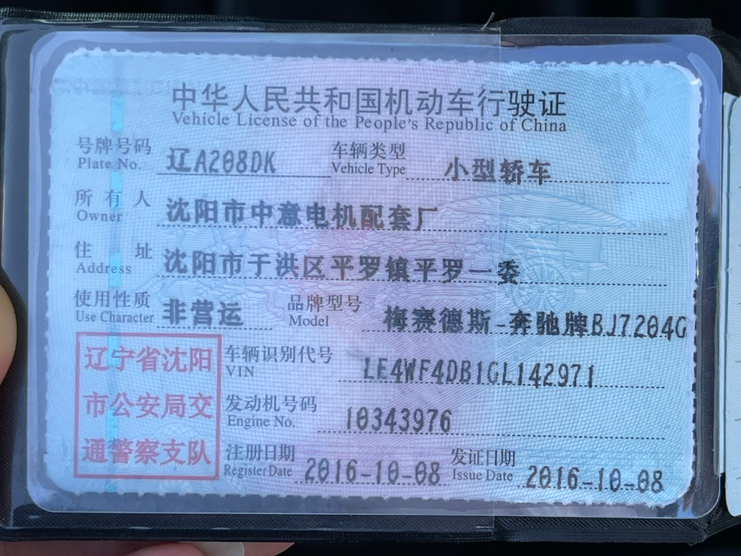 中华人民共和国机动车行驶证
Vehicle License of the People's Republic of China
号牌号码 辽A208DK 车辆类型 小型轿车
Plate No. Vehicle Type
所有人 沈阳市中意电机配套厂
Owner
住址 沈阳市于洪区平罗镇平罗一委
Address
使用性质 非营运 品牌型号 梅赛德斯-奔驰牌BJ7204G
Use Character Model
辽宁省沈阳
市公安局交
通警察支队
车辆识别代号 LE4WF4DB1GL142971
VIN
发动机号码 10343976
Engine No.
注册日期 2016-10-08 发证日期 2016-10-08
Register Date Issue Date